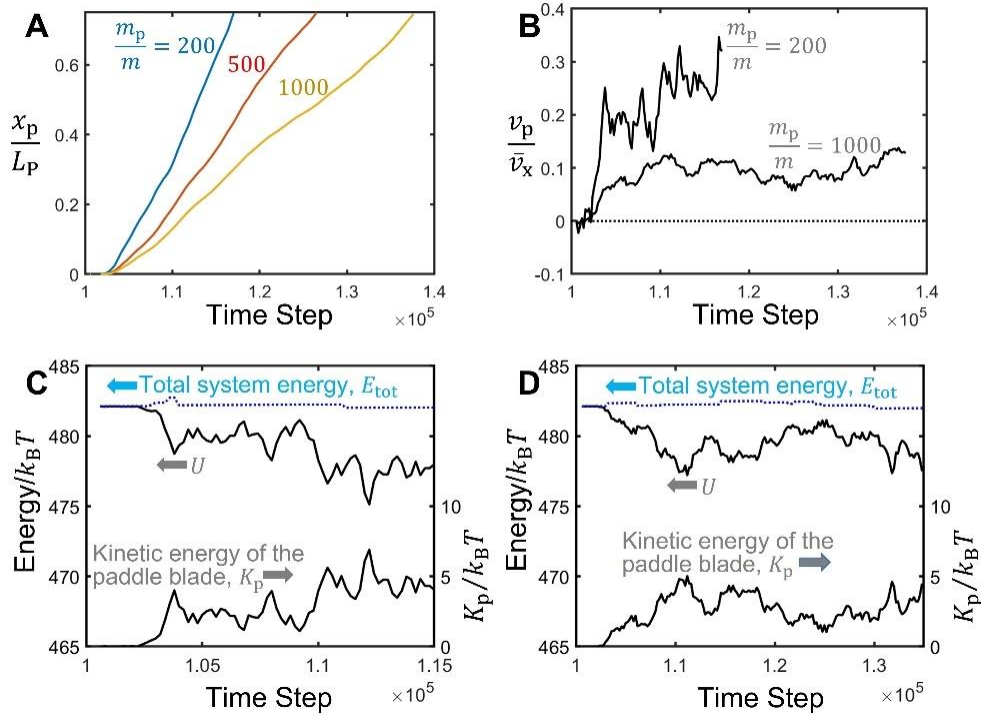 A
B
x_p/L_P
0.6
0.4
0.2
0
m_p/m = 200
500
1000
1 1.1 1.2 1.3 1.4
Time Step ×10^5
v_p/v̄_x
0.4
0.3
0.2
0.1
0
-0.1
m_p/m = 200
m_p/m = 1000
1 1.1 1.2 1.3 1.4
Time Step ×10^5
C
Energy/k_BT
485
480
475
470
465
Total system energy, E_tot
U
Kinetic energy of the
paddle blade, K_p
10
5
0
K_p/k_BT
1 1.05 1.1 1.15
Time Step ×10^5
D
Energy/k_BT
485
480
475
470
465
Total system energy, E_tot
U
Kinetic energy of the
paddle blade, K_p
10
5
0
K_p/k_BT
1 1.1 1.2 1.3
Time Step ×10^5